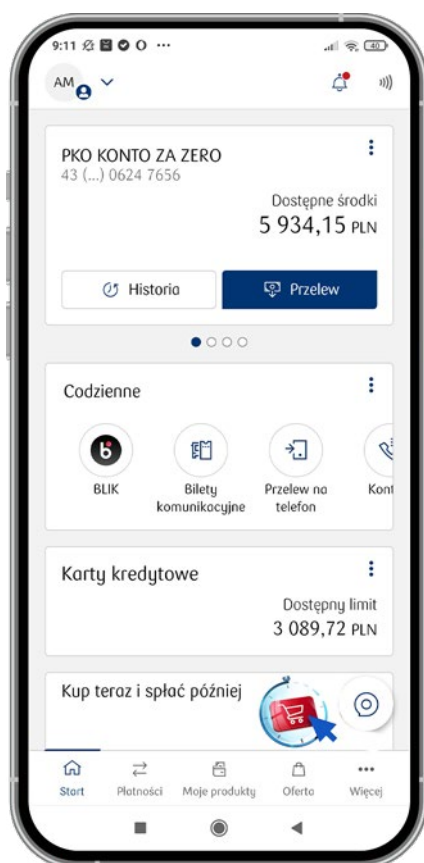 9:11
40
AM
PKO KONTO ZA ZERO
43 (...) 0624 7656
Dostępne środki
5 934,15 PLN
Historia
Przelew
Codzienne
BLIK
Bilety
komunikacyjne
Przelew na
telefon
Kont
Karty kredytowe
Dostępny limit
3 089,72 PLN
Kup teraz i spłać później
Start
Płatności
Moje produkty
Oferta
Więcej